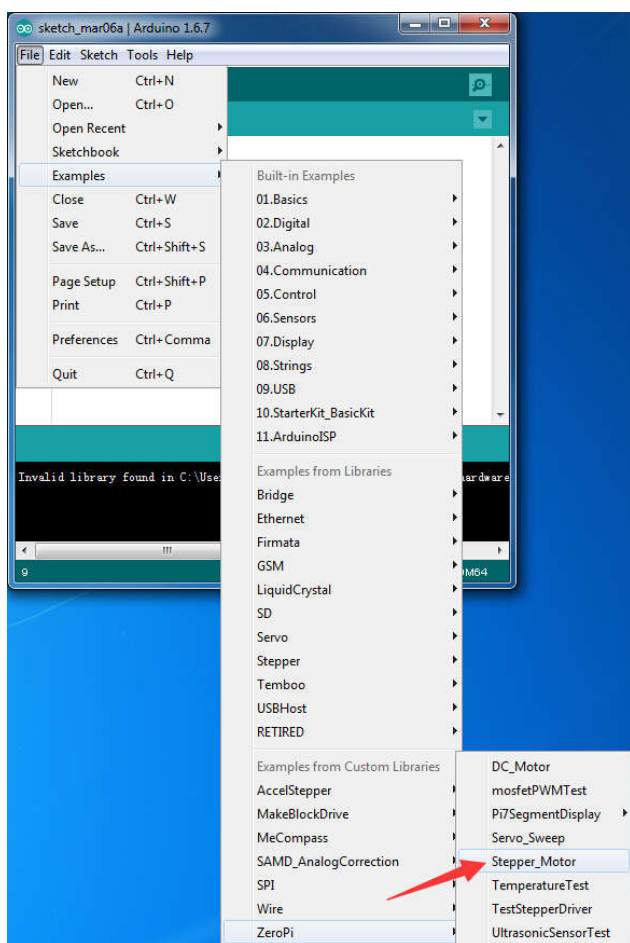 sketch_mar06a | Arduino 1.6.7
File Edit Sketch Tools Help
New Ctrl+N
Open... Ctrl+O
Open Recent
Sketchbook
Examples
Close Ctrl+W
Save Ctrl+S
Save As... Ctrl+Shift+S
Page Setup Ctrl+Shift+P
Print Ctrl+P
Preferences Ctrl+Comma
Quit Ctrl+Q
Built-in Examples
01.Basics
02.Digital
03.Analog
04.Communication
05.Control
06.Sensors
07.Display
08.Strings
09.USB
10.StarterKit_BasicKit
11.ArduinoISP
Examples from Libraries
Bridge
Ethernet
Firmata
GSM
LiquidCrystal
SD
Servo
Stepper
Temboo
USBHost
RETIRED
Examples from Custom Libraries
AccelStepper
MakeBlockDrive
MeCompass
SAMD_AnalogCorrection
SPI
Wire
ZeroPi
DC_Motor
mosfetPWMTest
Pi7SegmentDisplay
Servo_Sweep
Stepper_Motor
TemperatureTest
TestStepperDriver
UltrasonicSensorTest
Invalid library found in C:\Use
9